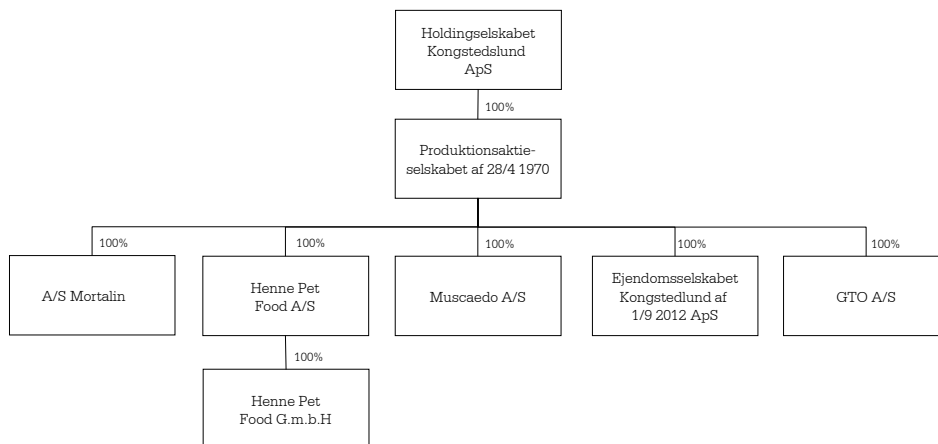 Holdingselskabet
Kongstedslund
ApS
100%
Produktionsaktie-
selskabet af 28/4 1970
100%
100%
100%
100%
100%
A/S Mortalin
Henne Pet
Food A/S
Muscaedo A/S
Ejendomsselskabet
Kongstedlund af
1/9 2012 ApS
GTO A/S
100%
Henne Pet
Food G.m.b.H